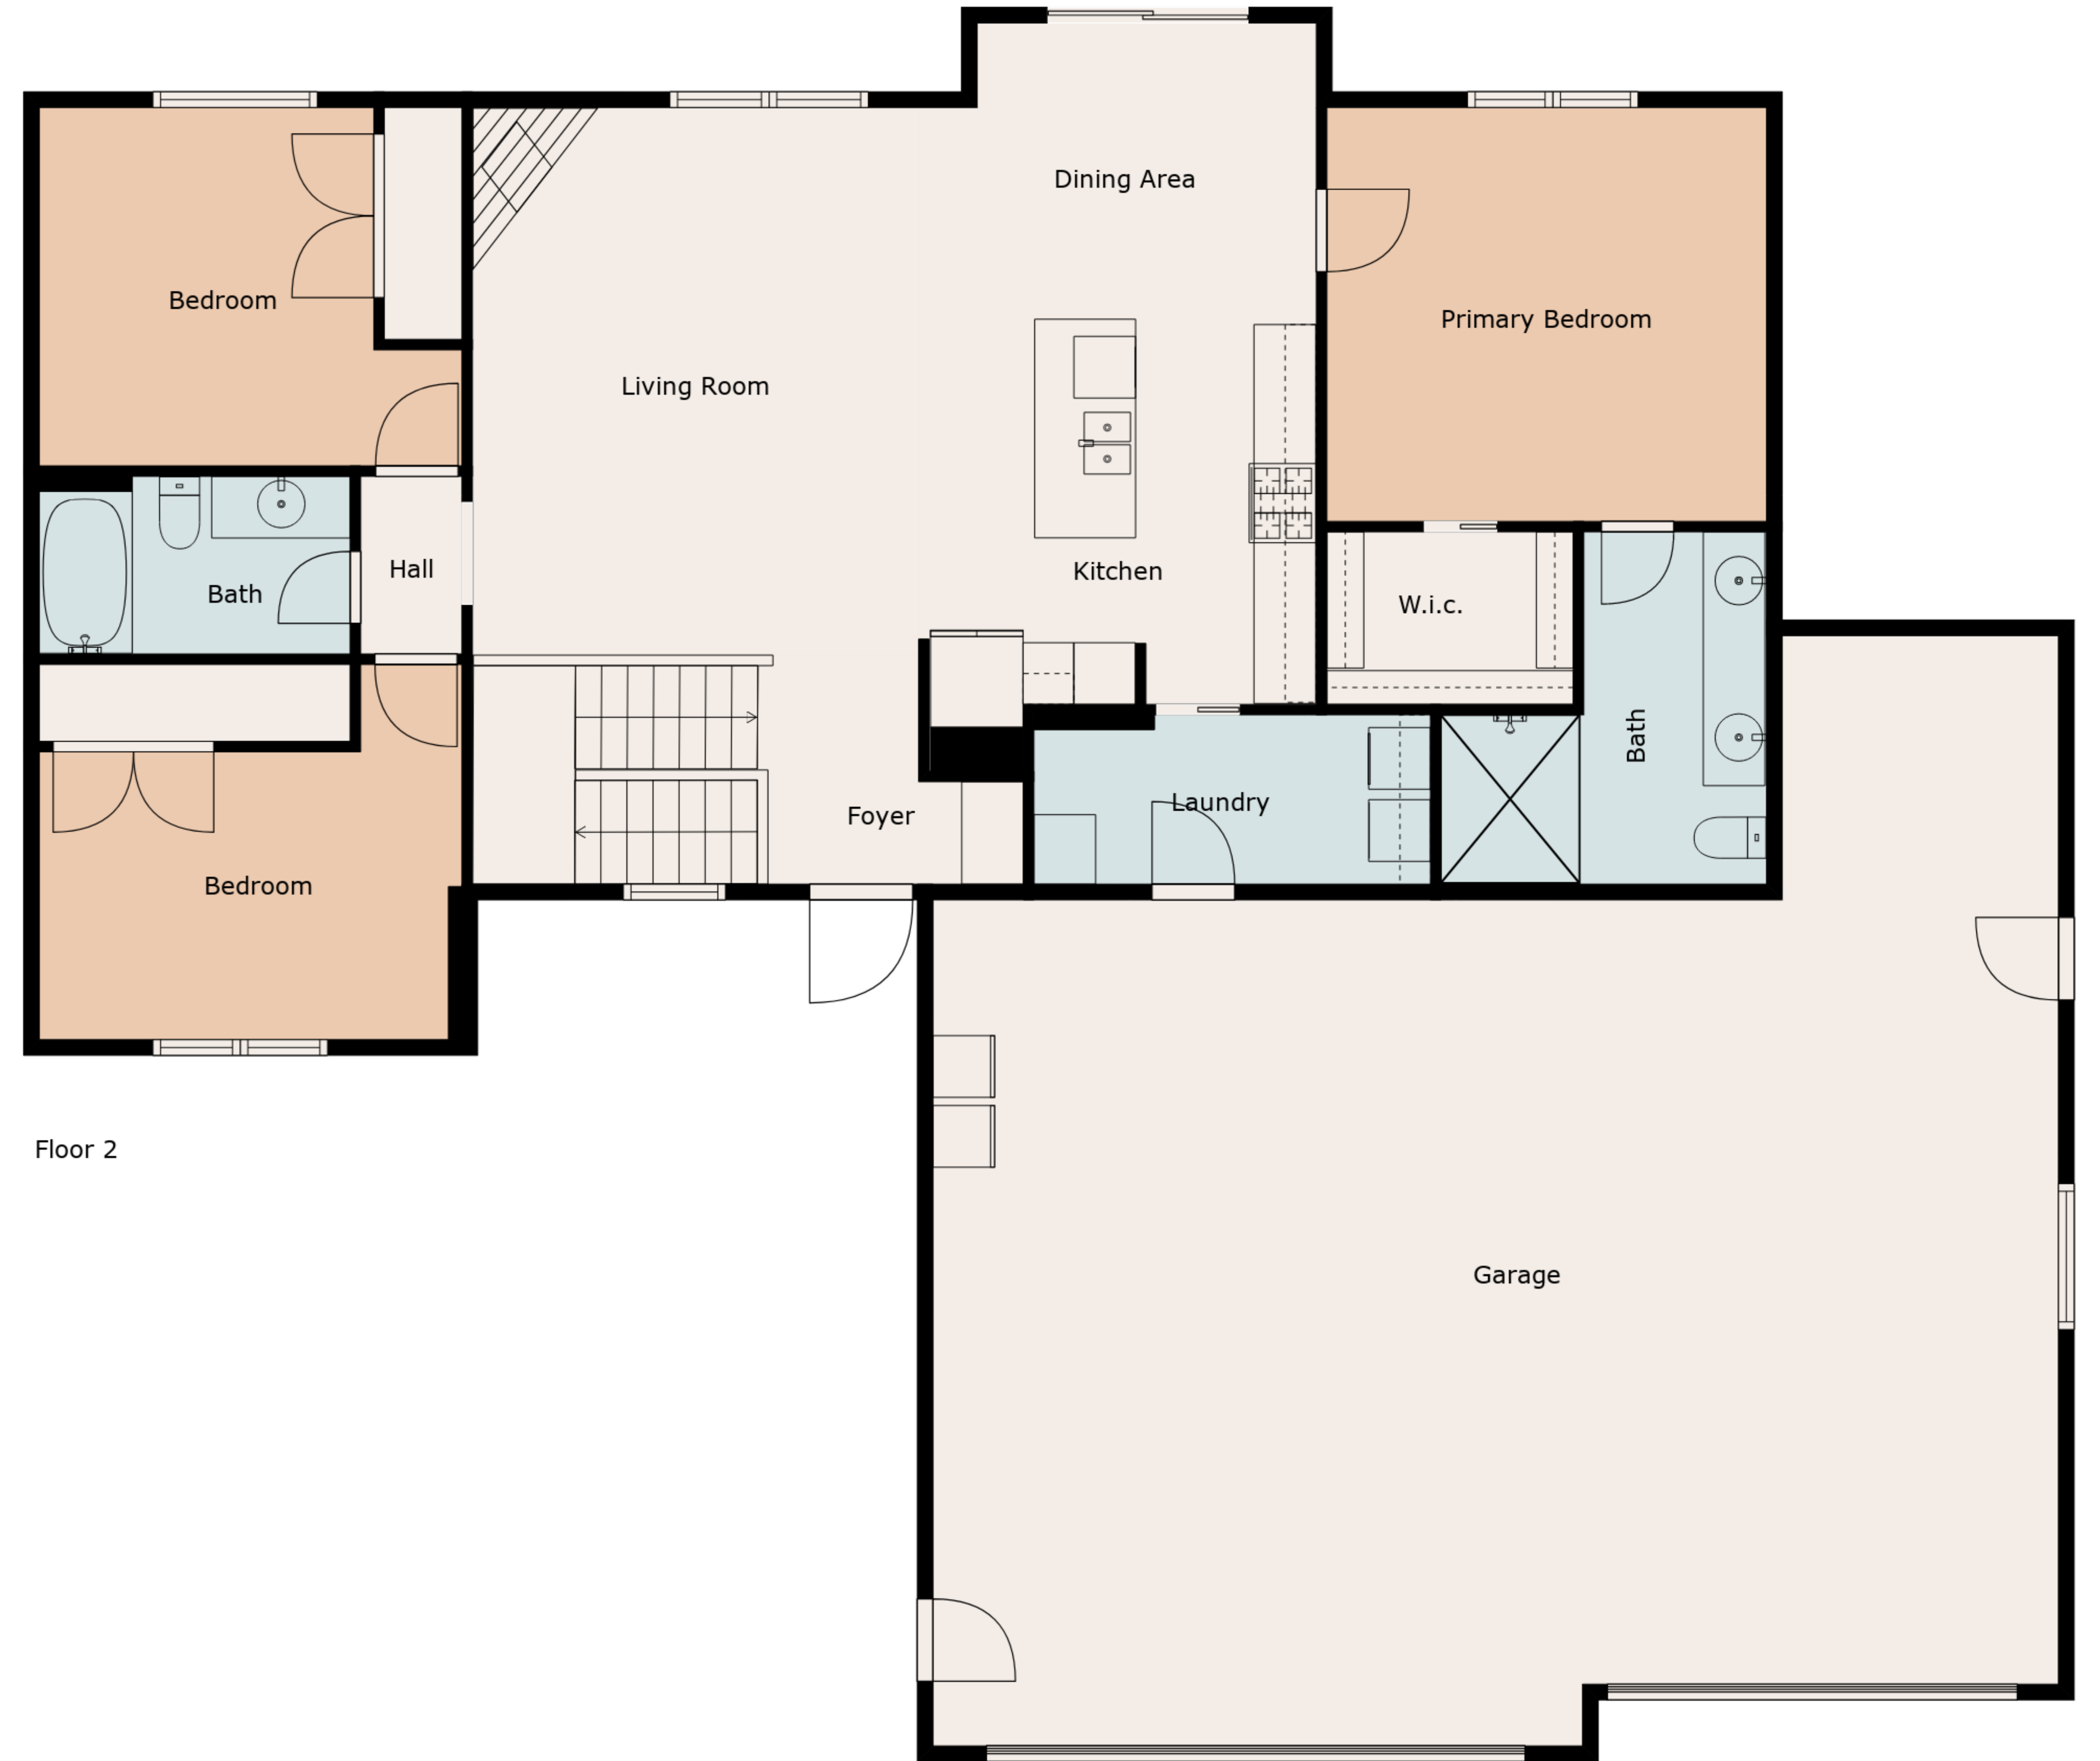 Dining Area
Bedroom
Primary Bedroom
Living Room
Hall
Kitchen
Bath
W.i.c.
Bath
Laundry
Foyer
Bedroom
Floor 2
Garage